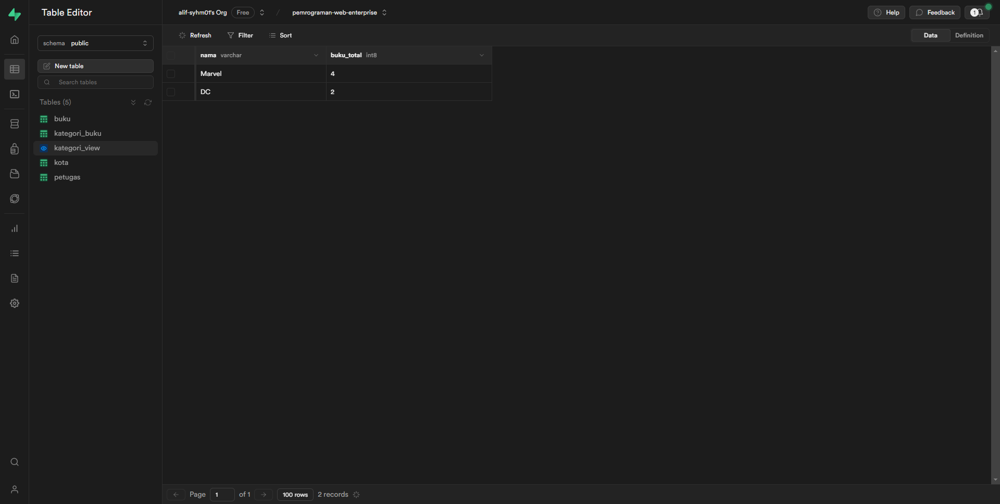 Table Editor
alif-syhm01's Org Free / pemrograman-web-enterprise
Help Feedback 1
schema public
New table
Search tables
Tables (5)
buku
kategori_buku
kategori_view
kota
petugas
Refresh Filter Sort
Data Definition
nama varchar buku_total int8
Marvel 4
DC 2
Page 1 of 1 100 rows 2 records